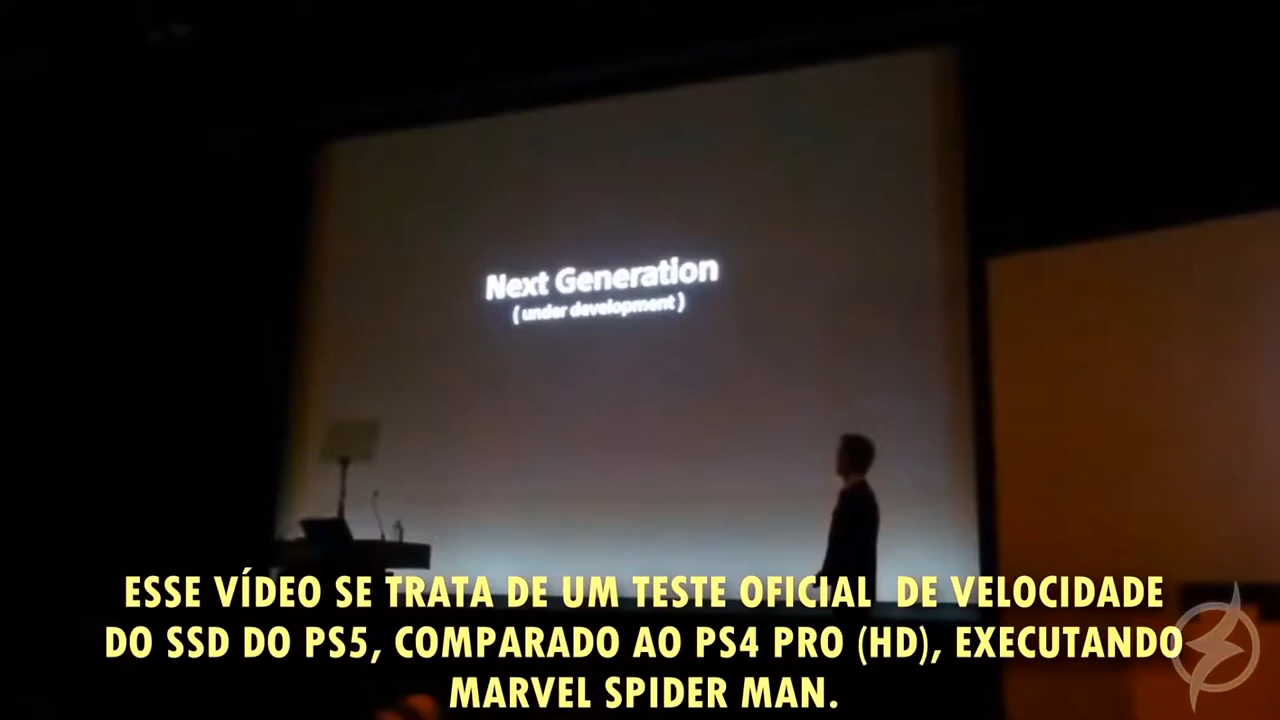 Next Generation
( under development )
ESSE VÍDEO SE TRATA DE UM TESTE OFICIAL DE VELOCIDADE
DO SSD DO PS5, COMPARADO AO PS4 PRO (HD), EXECUTANDO
MARVEL SPIDER MAN.